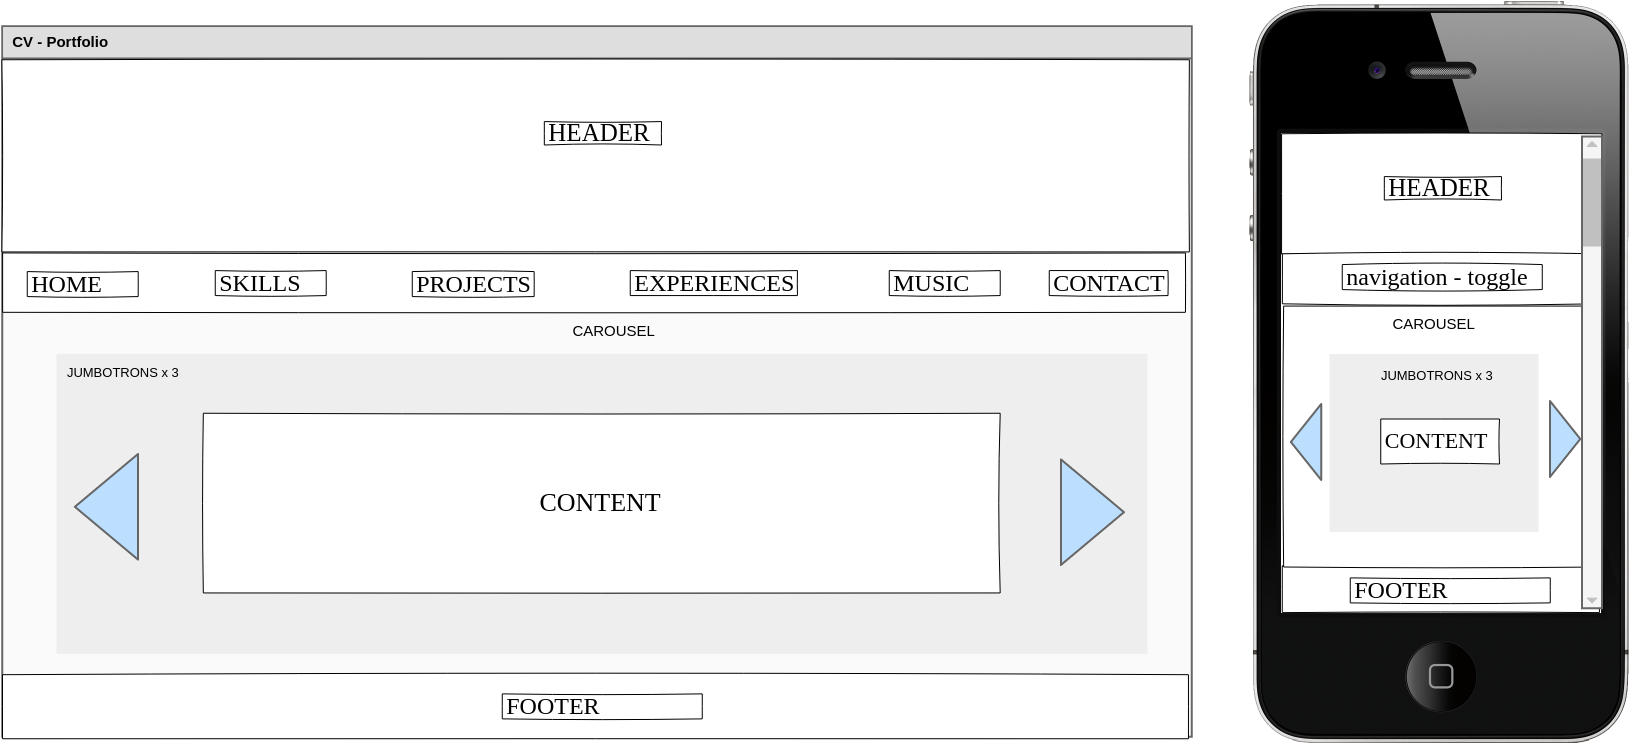 CV - Portfolio
HEADER
HOME
SKILLS
PROJECTS
EXPERIENCES
MUSIC
CONTACT
CAROUSEL
JUMBOTRONS x 3
CONTENT
FOOTER
HEADER
navigation - toggle
CAROUSEL
JUMBOTRONS x 3
CONTENT
FOOTER